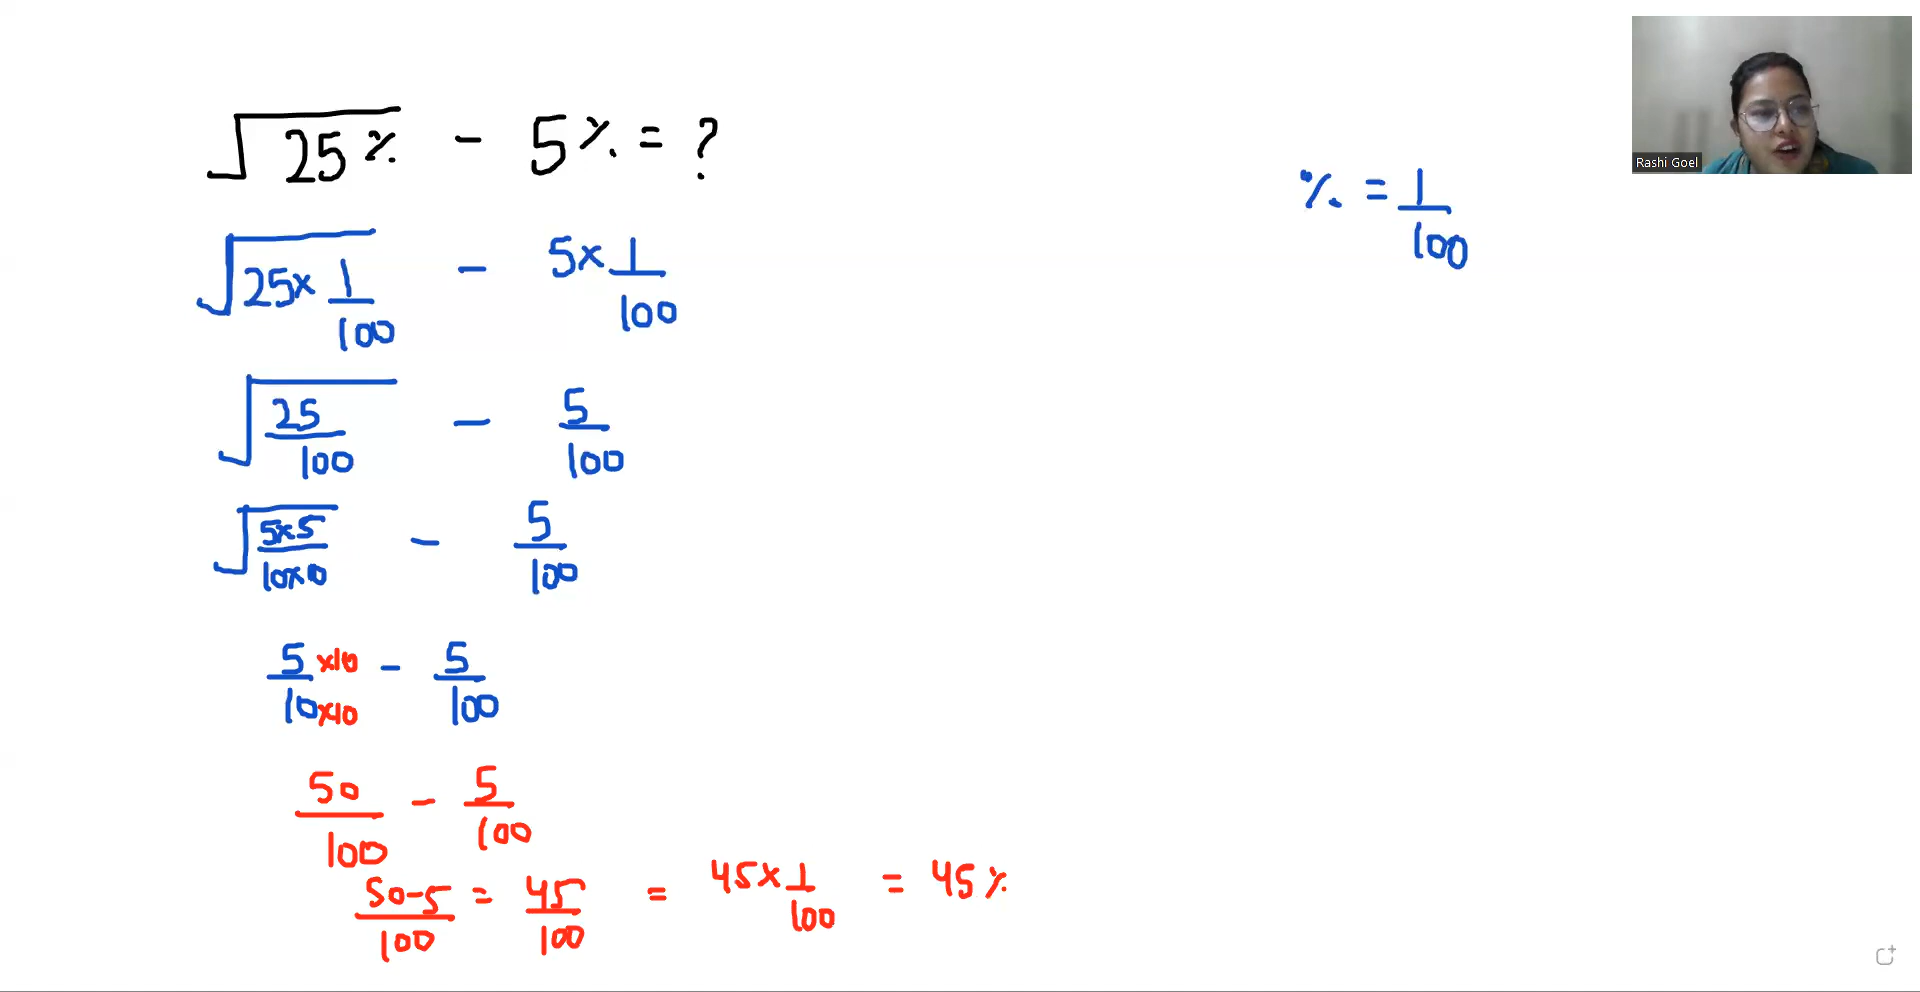 √25% - 5% = ?
% = 1/100
√25×1/100 - 5×1/100
√25/100 - 5/100
√5×5/10×10 - 5/100
5×10/10×10 - 5/100
50/100 - 5/100
50-5/100 = 45/100 = 45×1/100 = 45%
Rashi Goel